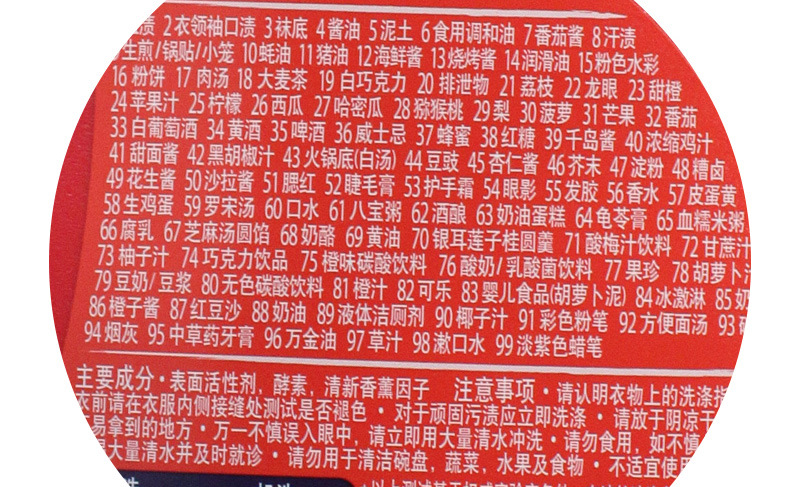 渍 2衣领袖口渍 3袜底 4酱油 5泥土 6食用调和油 7番茄酱 8汗渍
生煎/锅贴/小笼 10蚝油 11猪油 12海鲜酱 13烧烤酱 14润滑油 15粉色水彩
16粉饼 17肉汤 18大麦茶 19白巧克力 20排泄物 21荔枝 22龙眼 23甜橙
24苹果汁 25柠檬 26西瓜 27哈密瓜 28猕猴桃 29梨 30菠萝 31芒果 32番茄
33白葡萄酒 34黄酒 35啤酒 36威士忌 37蜂蜜 38红糖 39千岛酱 40浓缩鸡汁
41甜面酱 42黑胡椒汁 43火锅底(白汤) 44豆豉 45杏仁酱 46芥末 47淀粉 48糟卤
49花生酱 50沙拉酱 51腮红 52睫毛膏 53护手霜 54眼影 55发胶 56香水 57皮蛋黄
58生鸡蛋 59罗宋汤 60口水 61八宝粥 62酒酿 63奶油蛋糕 64龟苓膏 65血糯米粥
66腐乳 67芝麻汤圆馅 68奶酪 69黄油 70银耳莲子桂圆羹 71酸梅汁饮料 72甘蔗汁
73柚子汁 74巧克力饮品 75橙味碳酸饮料 76酸奶/乳酸菌饮料 77果珍 78胡萝卜
79豆奶/豆浆 80无色碳酸饮料 81橙汁 82可乐 83婴儿食品(胡萝卜泥) 84冰激淋 85奶
86橙子酱 87红豆沙 88奶油 89液体洁厕剂 90椰子汁 91彩色粉笔 92方便面汤 93
94烟灰 95中草药牙膏 96万金油 97草汁 98漱口水 99淡紫色蜡笔
主要成分·表面活性剂，酵素，清新香薰因子 注意事项·请认明衣物上的洗涤指
衣前请在衣服内侧接缝处测试是否褪色·对于顽固污渍应立即洗涤·请放于阴凉干
易拿到的地方·万一不慎误入眼中，请立即用大量清水冲洗·请勿食用，如不慎
大量清水并及时就诊·请勿用于清洁碗盘，蔬菜，水果及食物·不适宜使用